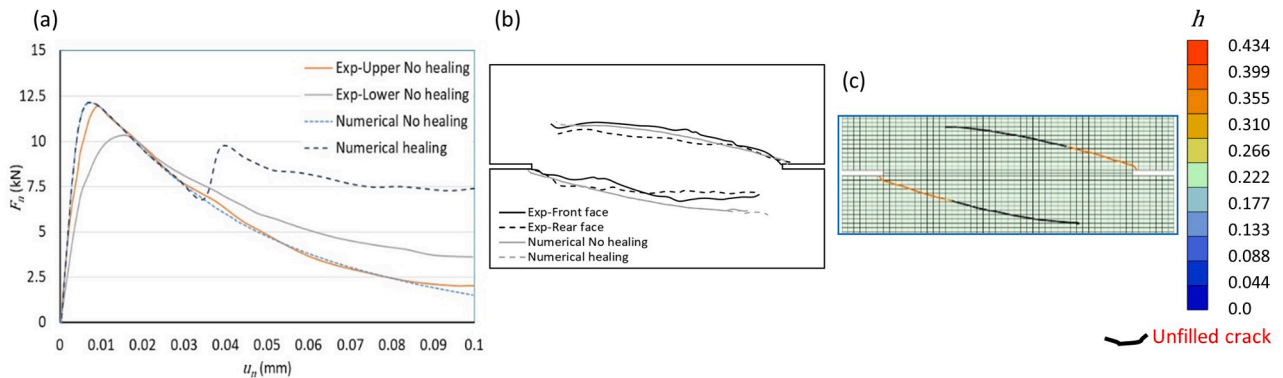 (a)
15
12.5
10
7.5
5
2.5
0
F_n (kN)
Exp-Upper No healing
Exp-Lower No healing
Numerical No healing
Numerical healing
0 0.01 0.02 0.03 0.04 0.05 0.06 0.07 0.08 0.09 0.1
u_n (mm)
(b)
Exp-Front face
Exp-Rear face
Numerical No healing
Numerical healing
(c)
h
0.434
0.399
0.355
0.310
0.266
0.222
0.177
0.133
0.088
0.044
0.0
Unfilled crack